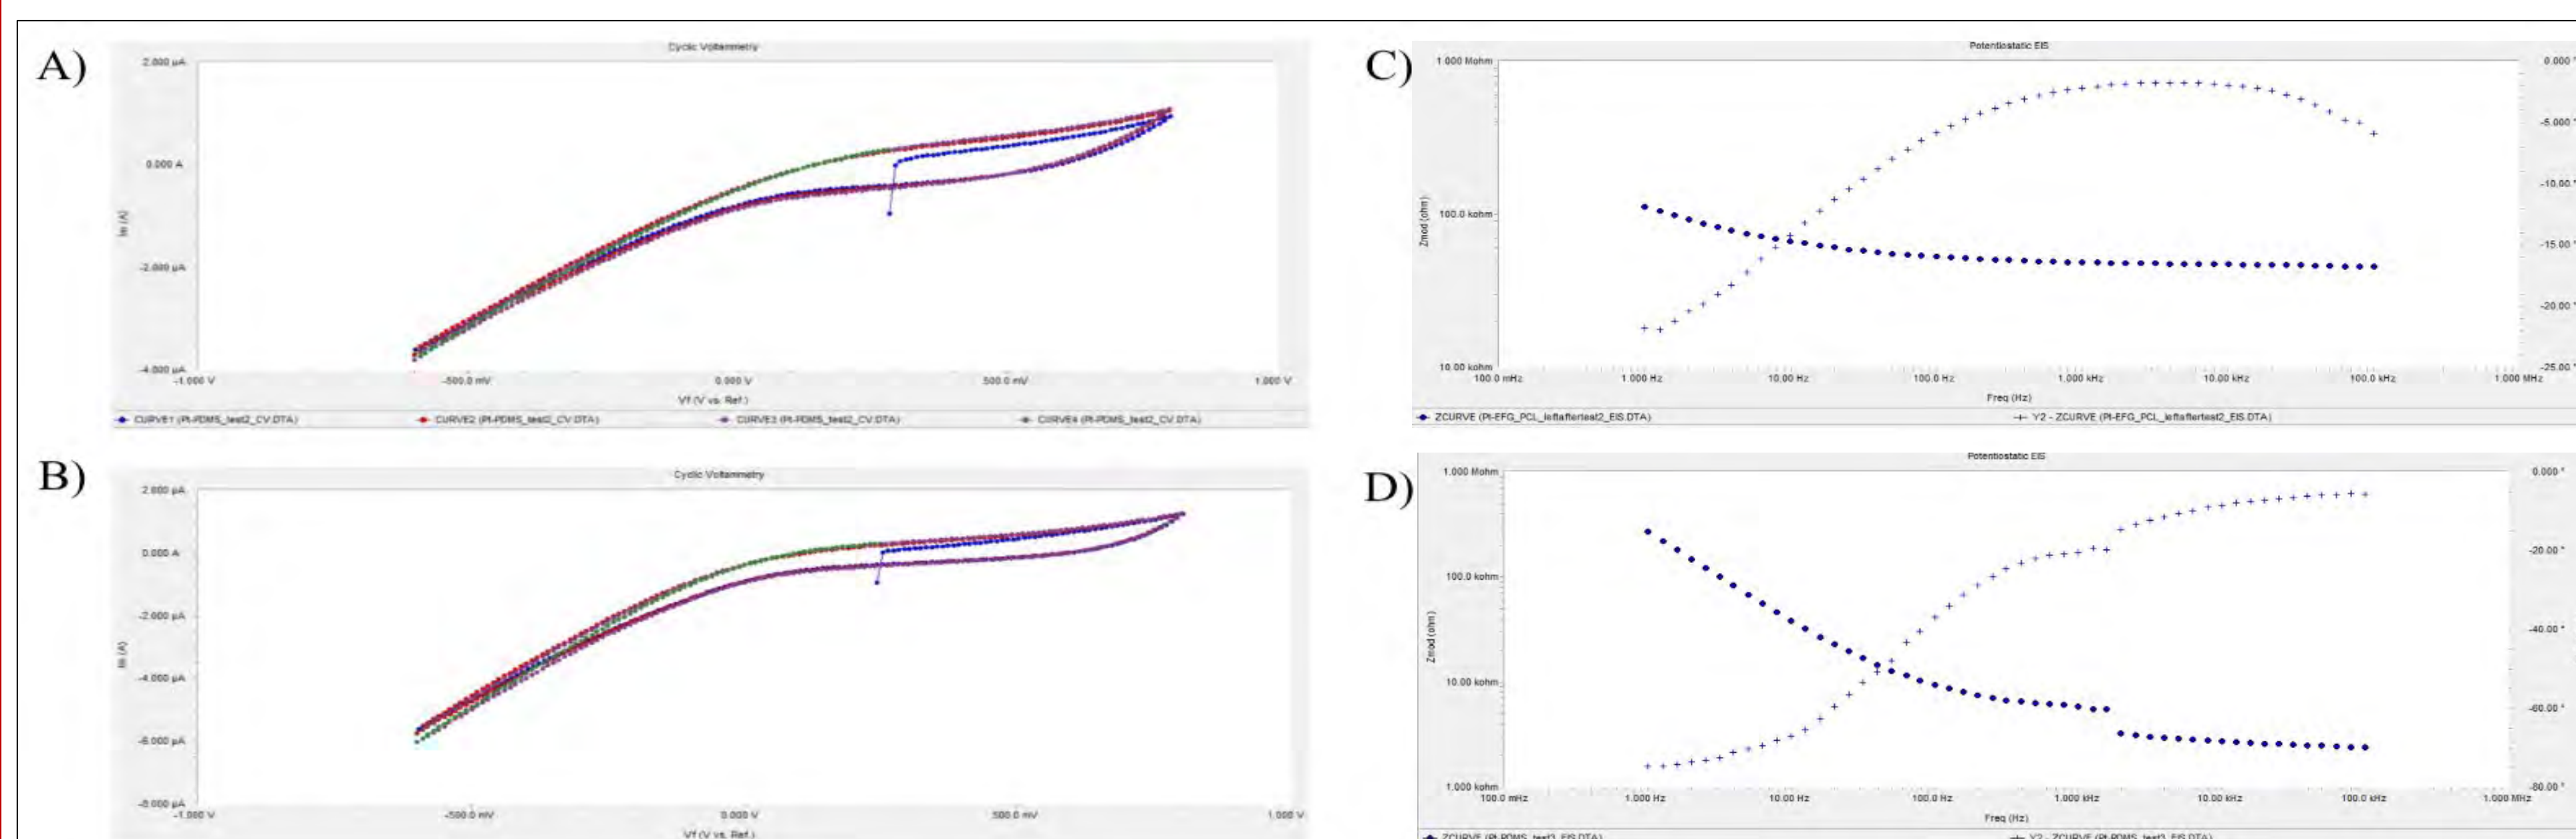 A)
Cyclic Voltammetry
2.000 µA
0.000 A
-2.000 µA
-4.000 µA
Im (A)
-1.000 V -500.0 mV 0.000 V 500.0 mV 1.000 V
Vf (V vs. Ref.)
CURVE1 (Pt-PDMS_test2_CV.DTA) CURVE2 (Pt-PDMS_test2_CV.DTA) CURVE3 (Pt-PDMS_test2_CV.DTA) CURVE4 (Pt-PDMS_test2_CV.DTA)
B)
Cyclic Voltammetry
2.000 µA
0.000 A
-2.000 µA
-4.000 µA
-6.000 µA
-8.000 µA
Im (A)
-1.000 V -500.0 mV 0.000 V 500.0 mV 1.000 V
Vf (V vs. Ref.)
C)
Potentiostatic EIS
1.000 Mohm
100.0 kohm
10.00 kohm
Zmod (ohm)
0.000 °
-5.000 °
-10.00 °
-15.00 °
-20.00 °
-25.00 °
100.0 mHz 1.000 Hz 10.00 Hz 100.0 Hz 1.000 kHz 10.00 kHz 100.0 kHz 1.000 MHz
Freq (Hz)
ZCURVE (Pt-EFG_PCL_leftaftertest2_EIS.DTA) Y2 - ZCURVE (Pt-EFG_PCL_leftaftertest2_EIS.DTA)
D)
Potentiostatic EIS
1.000 Mohm
100.0 kohm
10.00 kohm
1.000 kohm
Zmod (ohm)
0.000 °
-20.00 °
-40.00 °
-60.00 °
-80.00 °
100.0 mHz 1.000 Hz 10.00 Hz 100.0 Hz 1.000 kHz 10.00 kHz 100.0 kHz 1.000 MHz
Freq (Hz)
ZCURVE (Pt-PDMS_test3_EIS.DTA) Y2 - ZCURVE (Pt-PDMS_test3_EIS.DTA)